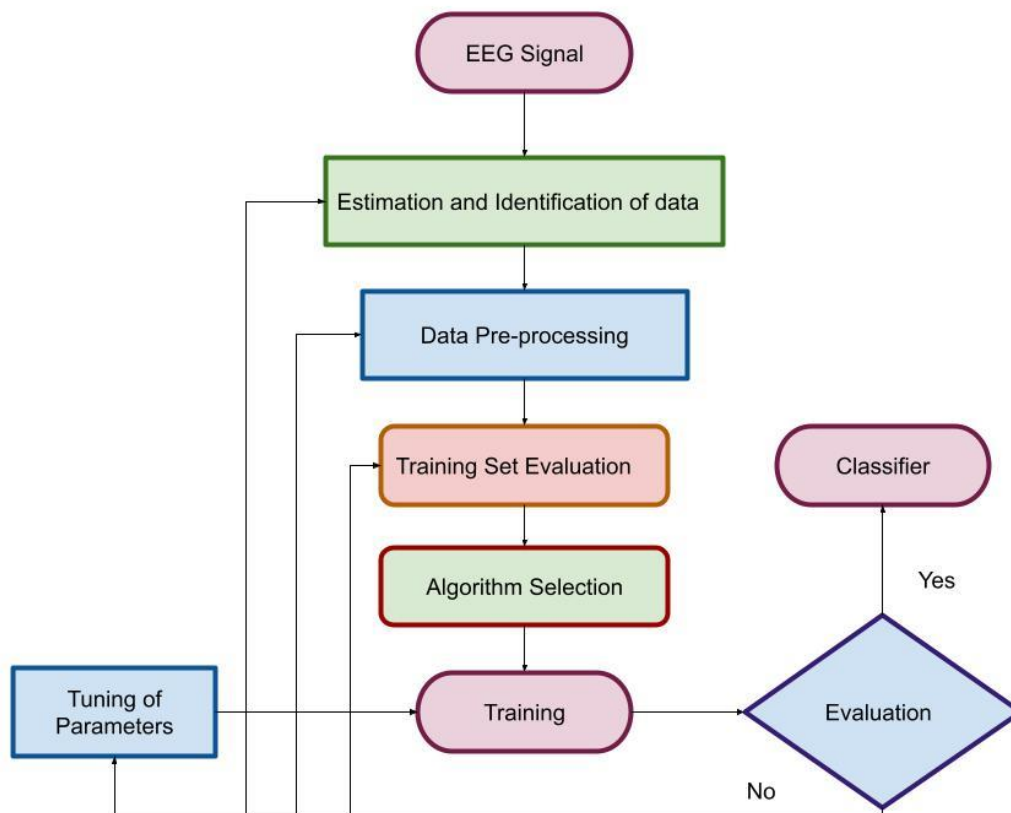 EEG Signal
Estimation and Identification of data
Data Pre-processing
Training Set Evaluation
Classifier
Algorithm Selection
Yes
Tuning of
Parameters
Training
Evaluation
No